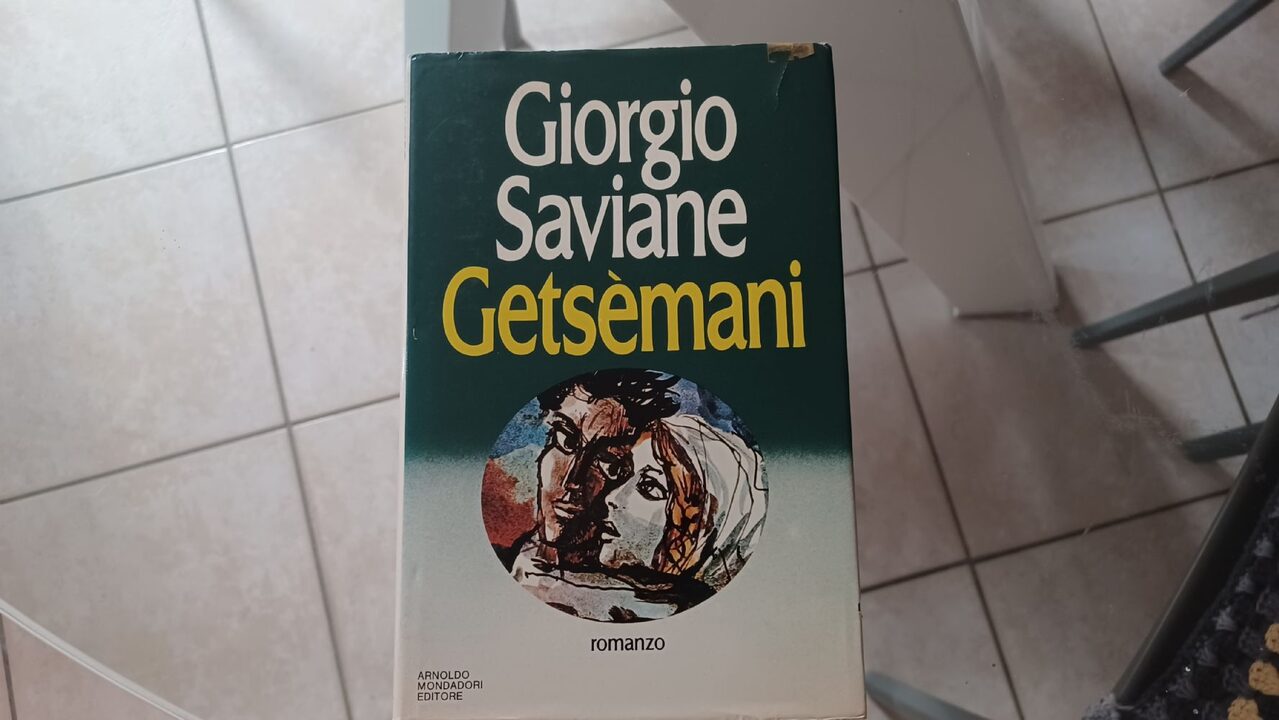 Giorgio
Saviane
Getsèmani
romanzo
ARNOLDO
MONDADORI
EDITORE